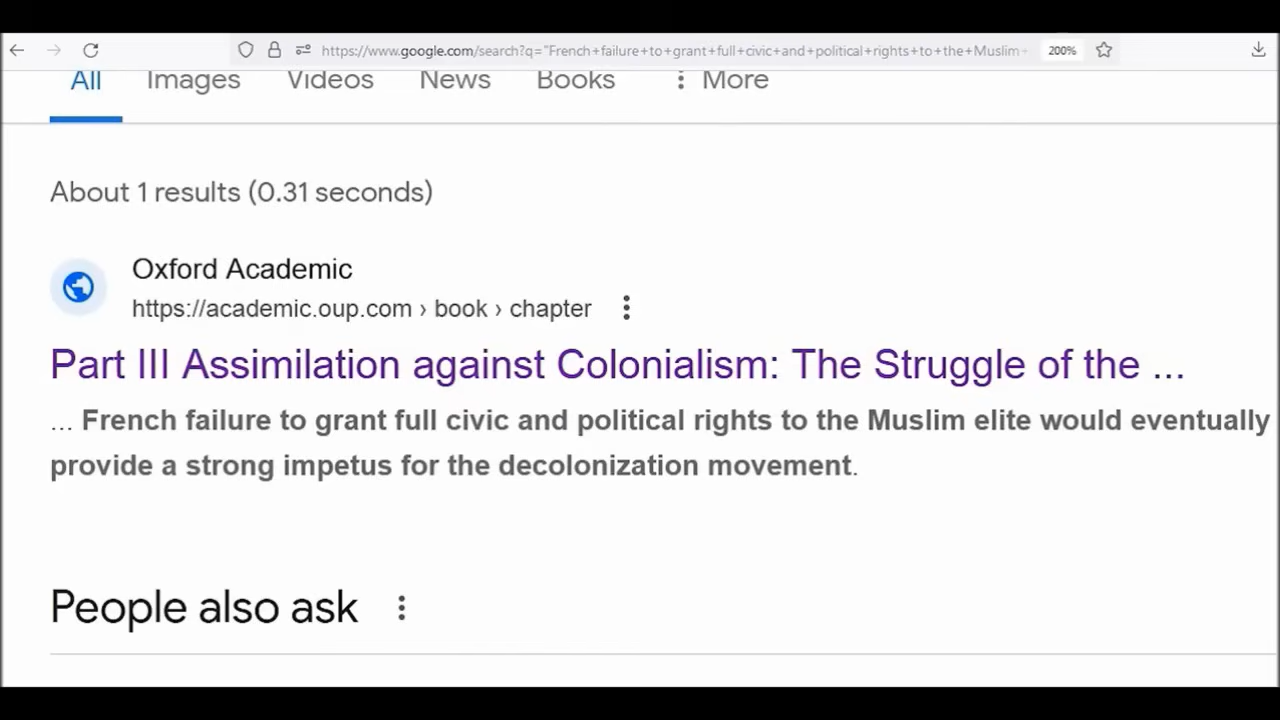 https://www.google.com/search?q="French+failure+to+grant+full+civic+and+political+rights+to+the+Muslim+
200%
All Images Videos News Books More
About 1 results (0.31 seconds)
Oxford Academic
https://academic.oup.com › book › chapter
Part III Assimilation against Colonialism: The Struggle of the ...
... French failure to grant full civic and political rights to the Muslim elite would eventually
provide a strong impetus for the decolonization movement.
People also ask